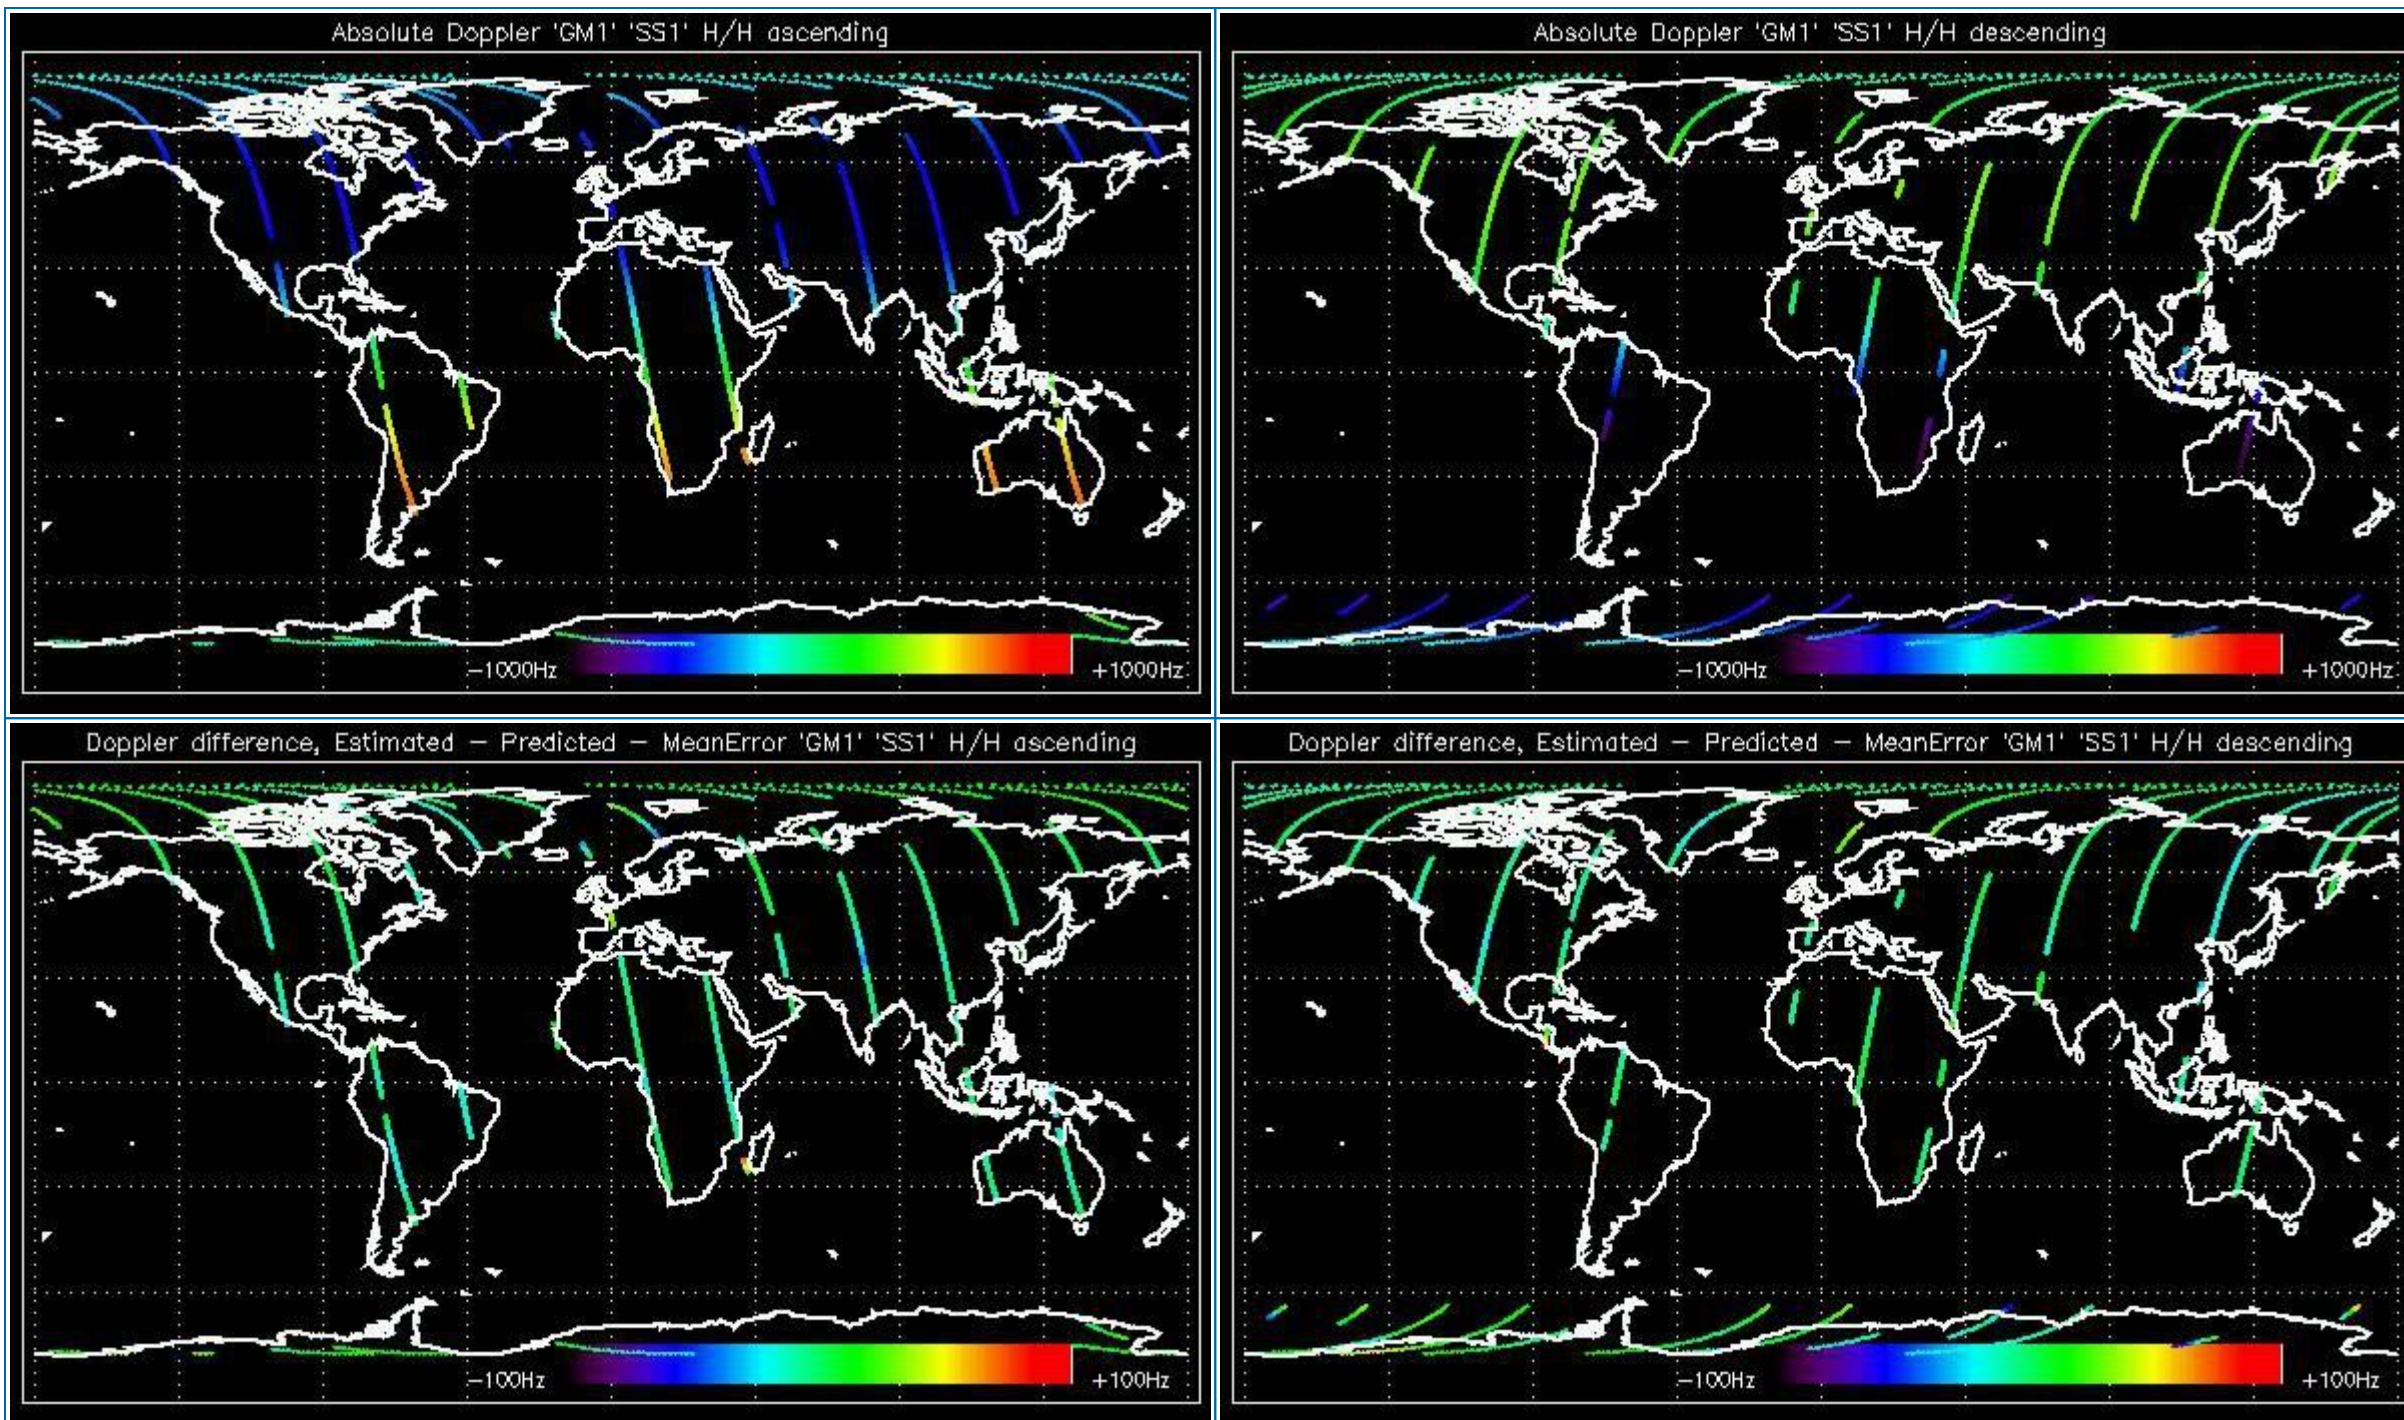 Absolute Doppler 'GM1' 'SS1' H/H ascending
−1000Hz
+1000Hz
Absolute Doppler 'GM1' 'SS1' H/H descending
−1000Hz
+1000Hz
Doppler difference, Estimated − Predicted − MeanError 'GM1' 'SS1' H/H ascending
−100Hz
+100Hz
Doppler difference, Estimated − Predicted − MeanError 'GM1' 'SS1' H/H descending
−100Hz
+100Hz